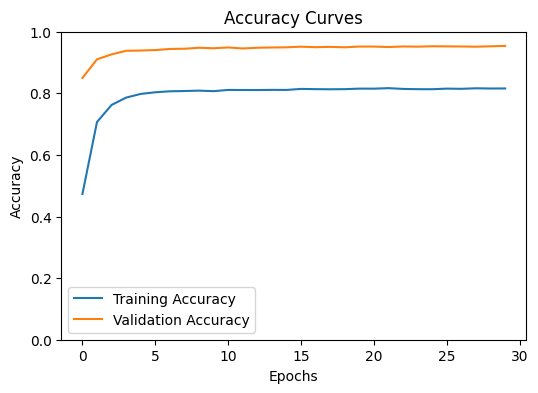 Accuracy Curves
Accuracy
1.0
0.8
0.6
0.4
0.2
0.0
Training Accuracy
Validation Accuracy
0 5 10 15 20 25 30
Epochs